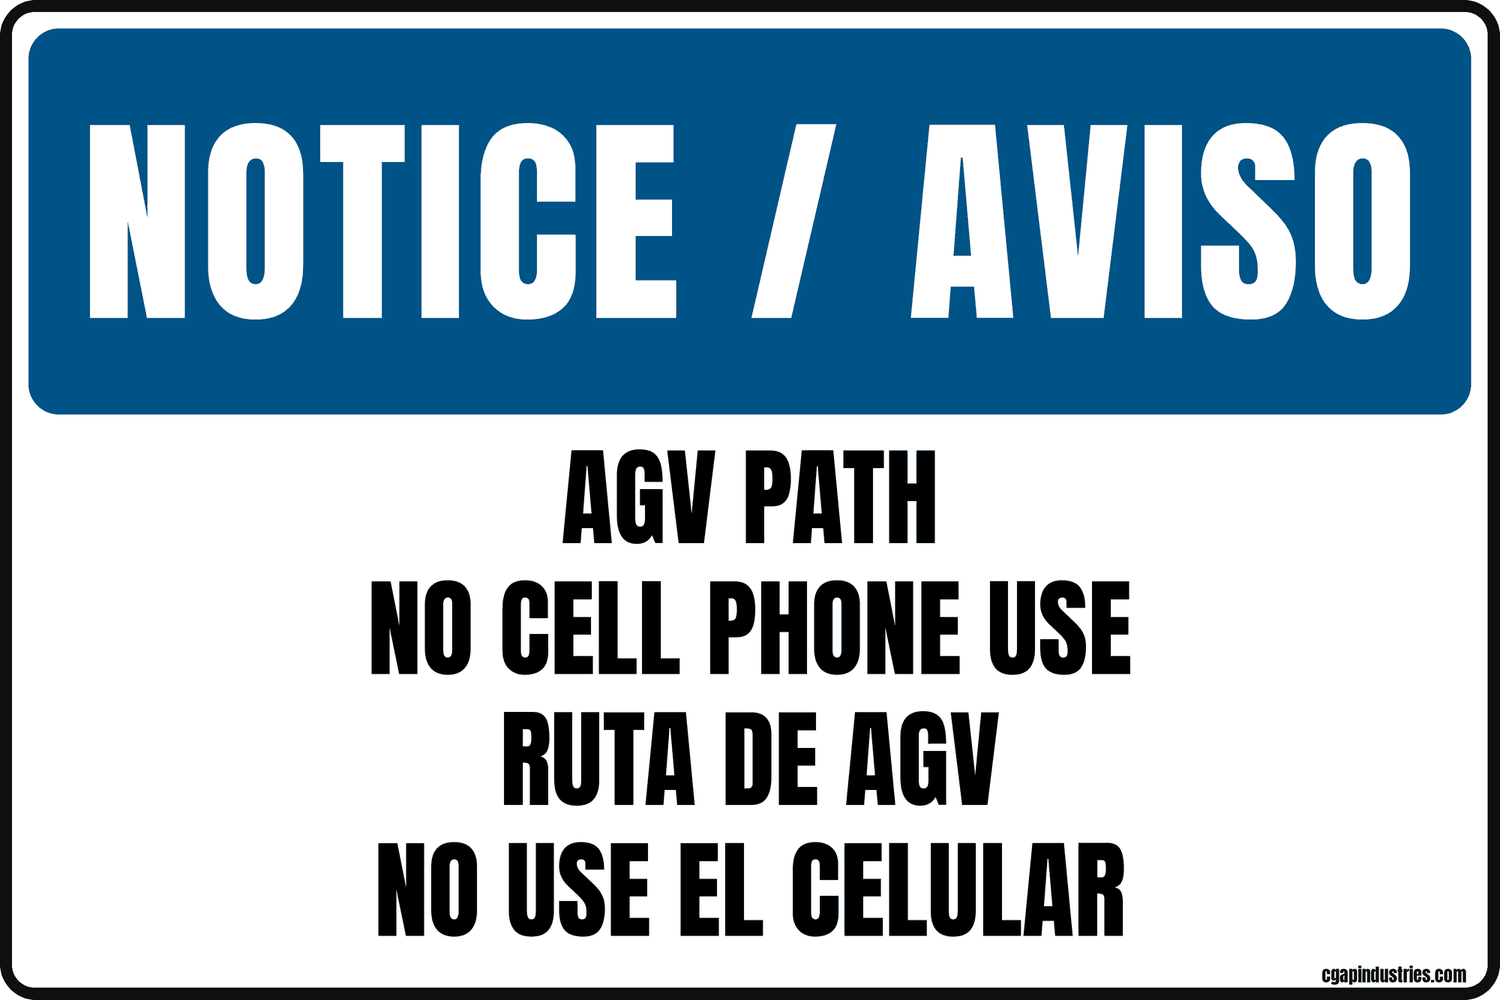 NOTICE / AVISO
AGV PATH
NO CELL PHONE USE
RUTA DE AGV
NO USE EL CELULAR
cgapindustries.com